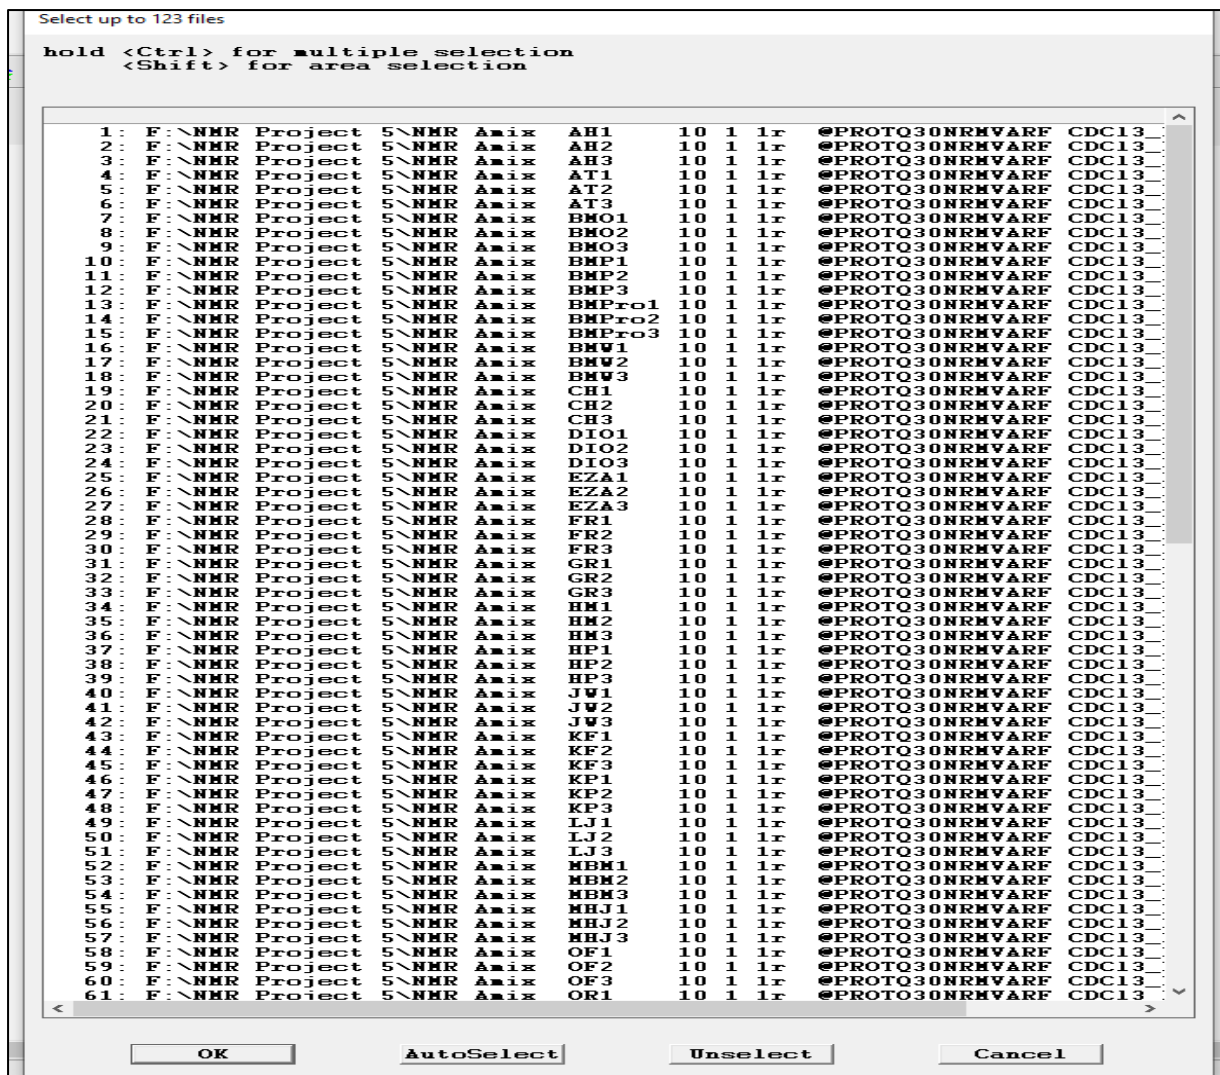 Select up to 123 files
hold <Ctrl> for multiple selection
<Shift> for area selection
1: F:\NMR Project 5\NMR Amix AH1 10 1 1r @PROTQ30NRMVARF CDCl3_
2: F:\NMR Project 5\NMR Amix AH2 10 1 1r @PROTQ30NRMVARF CDCl3_
3: F:\NMR Project 5\NMR Amix AH3 10 1 1r @PROTQ30NRMVARF CDCl3_
4: F:\NMR Project 5\NMR Amix AT1 10 1 1r @PROTQ30NRMVARF CDCl3_
5: F:\NMR Project 5\NMR Amix AT2 10 1 1r @PROTQ30NRMVARF CDCl3_
6: F:\NMR Project 5\NMR Amix AT3 10 1 1r @PROTQ30NRMVARF CDCl3_
7: F:\NMR Project 5\NMR Amix BMO1 10 1 1r @PROTQ30NRMVARF CDCl3_
8: F:\NMR Project 5\NMR Amix BMO2 10 1 1r @PROTQ30NRMVARF CDCl3_
9: F:\NMR Project 5\NMR Amix BMO3 10 1 1r @PROTQ30NRMVARF CDCl3_
10: F:\NMR Project 5\NMR Amix BMP1 10 1 1r @PROTQ30NRMVARF CDCl3_
11: F:\NMR Project 5\NMR Amix BMP2 10 1 1r @PROTQ30NRMVARF CDCl3_
12: F:\NMR Project 5\NMR Amix BMP3 10 1 1r @PROTQ30NRMVARF CDCl3_
13: F:\NMR Project 5\NMR Amix BMPro1 10 1 1r @PROTQ30NRMVARF CDCl3_
14: F:\NMR Project 5\NMR Amix BMPro2 10 1 1r @PROTQ30NRMVARF CDCl3_
15: F:\NMR Project 5\NMR Amix BMPro3 10 1 1r @PROTQ30NRMVARF CDCl3_
16: F:\NMR Project 5\NMR Amix BMW1 10 1 1r @PROTQ30NRMVARF CDCl3_
17: F:\NMR Project 5\NMR Amix BMW2 10 1 1r @PROTQ30NRMVARF CDCl3_
18: F:\NMR Project 5\NMR Amix BMW3 10 1 1r @PROTQ30NRMVARF CDCl3_
19: F:\NMR Project 5\NMR Amix CH1 10 1 1r @PROTQ30NRMVARF CDCl3_
20: F:\NMR Project 5\NMR Amix CH2 10 1 1r @PROTQ30NRMVARF CDCl3_
21: F:\NMR Project 5\NMR Amix CH3 10 1 1r @PROTQ30NRMVARF CDCl3_
22: F:\NMR Project 5\NMR Amix DIO1 10 1 1r @PROTQ30NRMVARF CDCl3_
23: F:\NMR Project 5\NMR Amix DIO2 10 1 1r @PROTQ30NRMVARF CDCl3_
24: F:\NMR Project 5\NMR Amix DIO3 10 1 1r @PROTQ30NRMVARF CDCl3_
25: F:\NMR Project 5\NMR Amix EZA1 10 1 1r @PROTQ30NRMVARF CDCl3_
26: F:\NMR Project 5\NMR Amix EZA2 10 1 1r @PROTQ30NRMVARF CDCl3_
27: F:\NMR Project 5\NMR Amix EZA3 10 1 1r @PROTQ30NRMVARF CDCl3_
28: F:\NMR Project 5\NMR Amix FR1 10 1 1r @PROTQ30NRMVARF CDCl3_
29: F:\NMR Project 5\NMR Amix FR2 10 1 1r @PROTQ30NRMVARF CDCl3_
30: F:\NMR Project 5\NMR Amix FR3 10 1 1r @PROTQ30NRMVARF CDCl3_
31: F:\NMR Project 5\NMR Amix GR1 10 1 1r @PROTQ30NRMVARF CDCl3_
32: F:\NMR Project 5\NMR Amix GR2 10 1 1r @PROTQ30NRMVARF CDCl3_
33: F:\NMR Project 5\NMR Amix GR3 10 1 1r @PROTQ30NRMVARF CDCl3_
34: F:\NMR Project 5\NMR Amix HM1 10 1 1r @PROTQ30NRMVARF CDCl3_
35: F:\NMR Project 5\NMR Amix HM2 10 1 1r @PROTQ30NRMVARF CDCl3_
36: F:\NMR Project 5\NMR Amix HM3 10 1 1r @PROTQ30NRMVARF CDCl3_
37: F:\NMR Project 5\NMR Amix HP1 10 1 1r @PROTQ30NRMVARF CDCl3_
38: F:\NMR Project 5\NMR Amix HP2 10 1 1r @PROTQ30NRMVARF CDCl3_
39: F:\NMR Project 5\NMR Amix HP3 10 1 1r @PROTQ30NRMVARF CDCl3_
40: F:\NMR Project 5\NMR Amix JW1 10 1 1r @PROTQ30NRMVARF CDCl3_
41: F:\NMR Project 5\NMR Amix JW2 10 1 1r @PROTQ30NRMVARF CDCl3_
42: F:\NMR Project 5\NMR Amix JW3 10 1 1r @PROTQ30NRMVARF CDCl3_
43: F:\NMR Project 5\NMR Amix KF1 10 1 1r @PROTQ30NRMVARF CDCl3_
44: F:\NMR Project 5\NMR Amix KF2 10 1 1r @PROTQ30NRMVARF CDCl3_
45: F:\NMR Project 5\NMR Amix KF3 10 1 1r @PROTQ30NRMVARF CDCl3_
46: F:\NMR Project 5\NMR Amix KP1 10 1 1r @PROTQ30NRMVARF CDCl3_
47: F:\NMR Project 5\NMR Amix KP2 10 1 1r @PROTQ30NRMVARF CDCl3_
48: F:\NMR Project 5\NMR Amix KP3 10 1 1r @PROTQ30NRMVARF CDCl3_
49: F:\NMR Project 5\NMR Amix LJ1 10 1 1r @PROTQ30NRMVARF CDCl3_
50: F:\NMR Project 5\NMR Amix LJ2 10 1 1r @PROTQ30NRMVARF CDCl3_
51: F:\NMR Project 5\NMR Amix LJ3 10 1 1r @PROTQ30NRMVARF CDCl3_
52: F:\NMR Project 5\NMR Amix MBM1 10 1 1r @PROTQ30NRMVARF CDCl3_
53: F:\NMR Project 5\NMR Amix MBM2 10 1 1r @PROTQ30NRMVARF CDCl3_
54: F:\NMR Project 5\NMR Amix MBM3 10 1 1r @PROTQ30NRMVARF CDCl3_
55: F:\NMR Project 5\NMR Amix MHJ1 10 1 1r @PROTQ30NRMVARF CDCl3_
56: F:\NMR Project 5\NMR Amix MHJ2 10 1 1r @PROTQ30NRMVARF CDCl3_
57: F:\NMR Project 5\NMR Amix MHJ3 10 1 1r @PROTQ30NRMVARF CDCl3_
58: F:\NMR Project 5\NMR Amix OF1 10 1 1r @PROTQ30NRMVARF CDCl3_
59: F:\NMR Project 5\NMR Amix OF2 10 1 1r @PROTQ30NRMVARF CDCl3_
60: F:\NMR Project 5\NMR Amix OF3 10 1 1r @PROTQ30NRMVARF CDCl3_
61: F:\NMR Project 5\NMR Amix OR1 10 1 1r @PROTQ30NRMVARF CDCl3_
OK AutoSelect Unselect Cancel